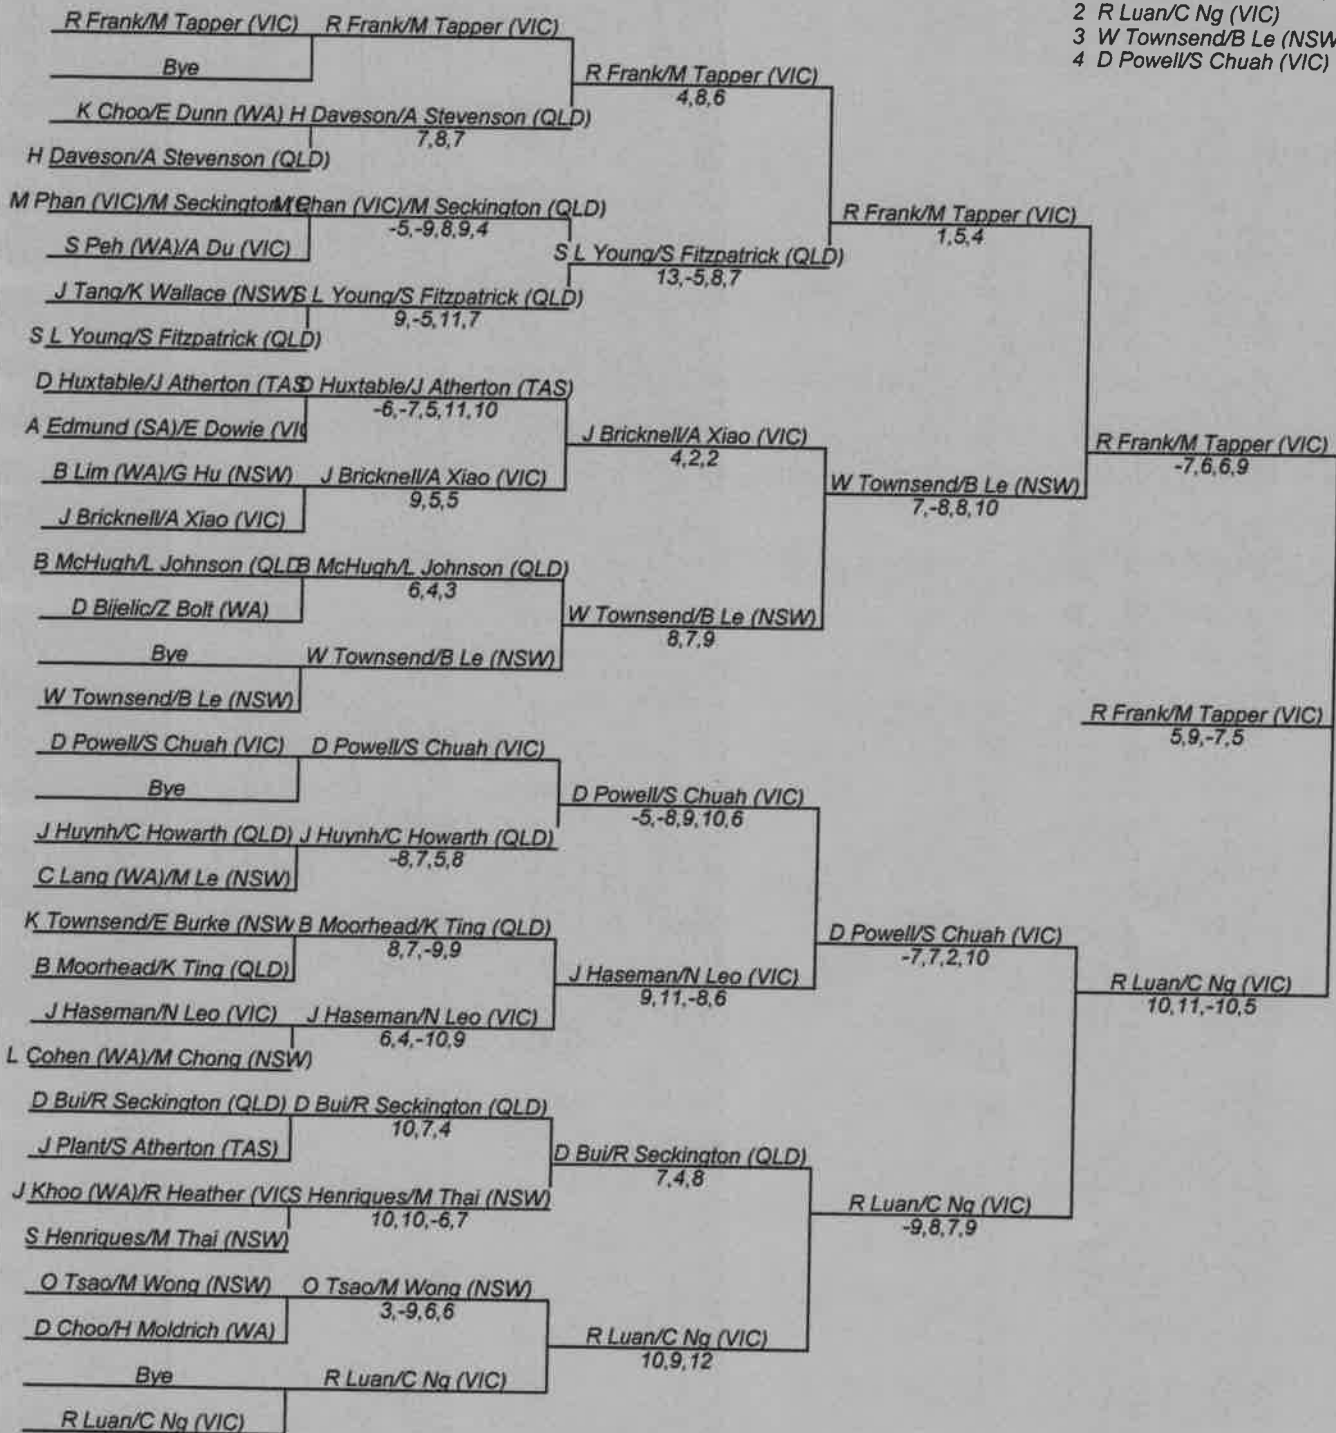 2 R Luan/C Ng (VIC)
3 W Townsend/B Le (NSW
4 D Powell/S Chuah (VIC)
R Frank/M Tapper (VIC) R Frank/M Tapper (VIC)
Bye
R Frank/M Tapper (VIC)
4,8,6
K Choo/E Dunn (WA) H Daveson/A Stevenson (QLD)
7,8,7
H Daveson/A Stevenson (QLD)
M Phan (VIC)/M Seckington M Phan (VIC)/M Seckington (QLD)
-5,-9,8,9,4
R Frank/M Tapper (VIC)
1,5,4
S Peh (WA)/A Du (VIC)
S L Young/S Fitzpatrick (QLD)
13,-5,8,7
J Tang/K Wallace (NSW S L Young/S Fitzpatrick (QLD)
9,-5,11,7
S L Young/S Fitzpatrick (QLD)
D Huxtable/J Atherton (TAS D Huxtable/J Atherton (TAS)
-6,-7,5,11,10
A Edmund (SA)/E Dowie (VIC
J Bricknell/A Xiao (VIC)
4,2,2
R Frank/M Tapper (VIC)
-7,6,6,9
B Lim (WA)/G Hu (NSW) J Bricknell/A Xiao (VIC)
9,5,5
W Townsend/B Le (NSW)
7,-8,8,10
J Bricknell/A Xiao (VIC)
B McHugh/L Johnson (QLD B McHugh/L Johnson (QLD)
6,4,3
D Bijelic/Z Bolt (WA)
W Townsend/B Le (NSW)
8,7,9
Bye W Townsend/B Le (NSW)
W Townsend/B Le (NSW)
R Frank/M Tapper (VIC)
5,9,-7,5
D Powell/S Chuah (VIC) D Powell/S Chuah (VIC)
Bye
D Powell/S Chuah (VIC)
-5,-8,9,10,6
J Huynh/C Howarth (QLD) J Huynh/C Howarth (QLD)
-8,7,5,8
C Lang (WA)/M Le (NSW)
K Townsend/E Burke (NSW B Moorhead/K Ting (QLD)
8,7,-9,9
D Powell/S Chuah (VIC)
-7,7,2,10
B Moorhead/K Ting (QLD)
J Haseman/N Leo (VIC)
9,11,-8,6
R Luan/C Ng (VIC)
10,11,-10,5
J Haseman/N Leo (VIC) J Haseman/N Leo (VIC)
6,4,-10,9
L Cohen (WA)/M Chong (NSW)
D Bui/R Seckington (QLD) D Bui/R Seckington (QLD)
10,7,4
J Plant/S Atherton (TAS)
D Bui/R Seckington (QLD)
7,4,8
J Khoo (WA)/R Heather (VIC S Henriques/M Thai (NSW)
10,10,-6,7
R Luan/C Ng (VIC)
-9,8,7,9
S Henriques/M Thai (NSW)
O Tsao/M Wong (NSW) O Tsao/M Wong (NSW)
3,-9,6,6
D Choo/H Moldrich (WA)
R Luan/C Ng (VIC)
10,9,12
Bye R Luan/C Ng (VIC)
R Luan/C Ng (VIC)